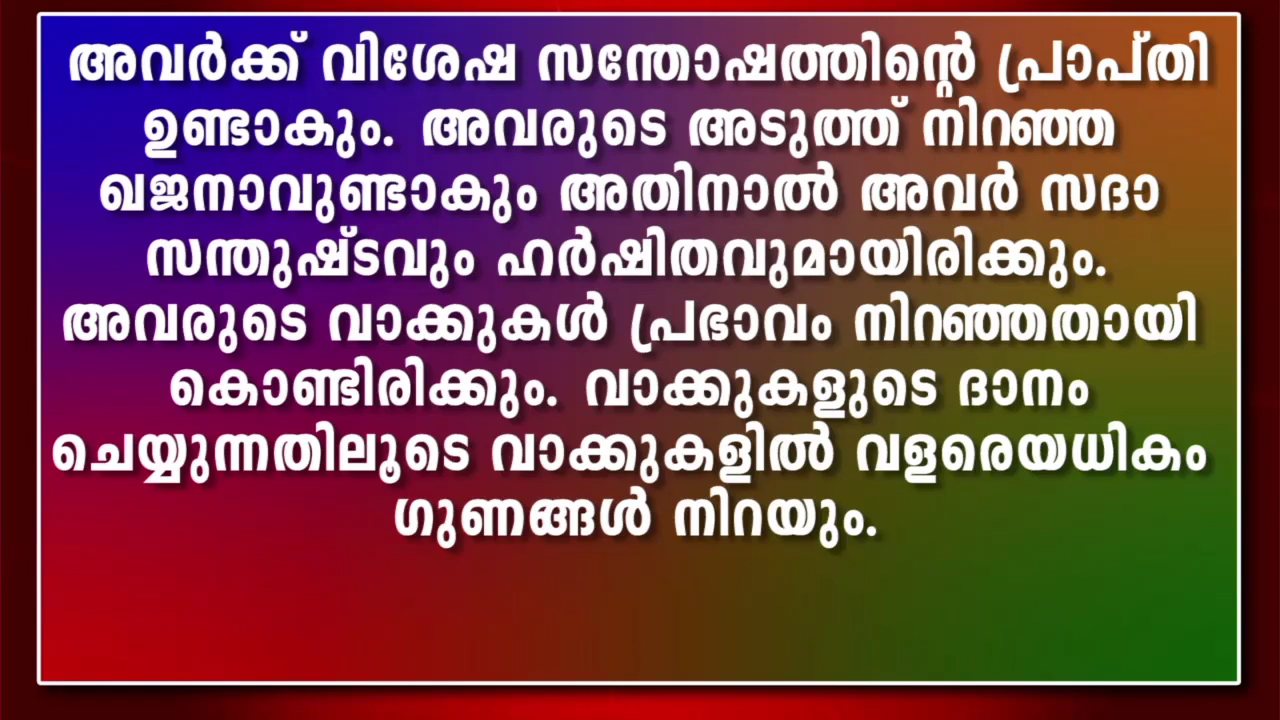 അവർക്ക് വിശേഷ സന്തോഷത്തിന്റെ പ്രാപ്തി
ഉണ്ടാകും. അവരുടെ അടുത്ത് നിറഞ്ഞ
ഖജനാവുണ്ടാകും അതിനാൽ അവർ സദാ
സന്തുഷ്ടവും ഹർഷിതവുമായിരിക്കും.
അവരുടെ വാക്കുകൾ പ്രഭാവം നിറഞ്ഞതായി
കൊണ്ടിരിക്കും. വാക്കുകളുടെ ദാനം
ചെയ്യുന്നതിലൂടെ വാക്കുകളിൽ വളരെയധികം
ഗുണങ്ങൾ നിറയും.